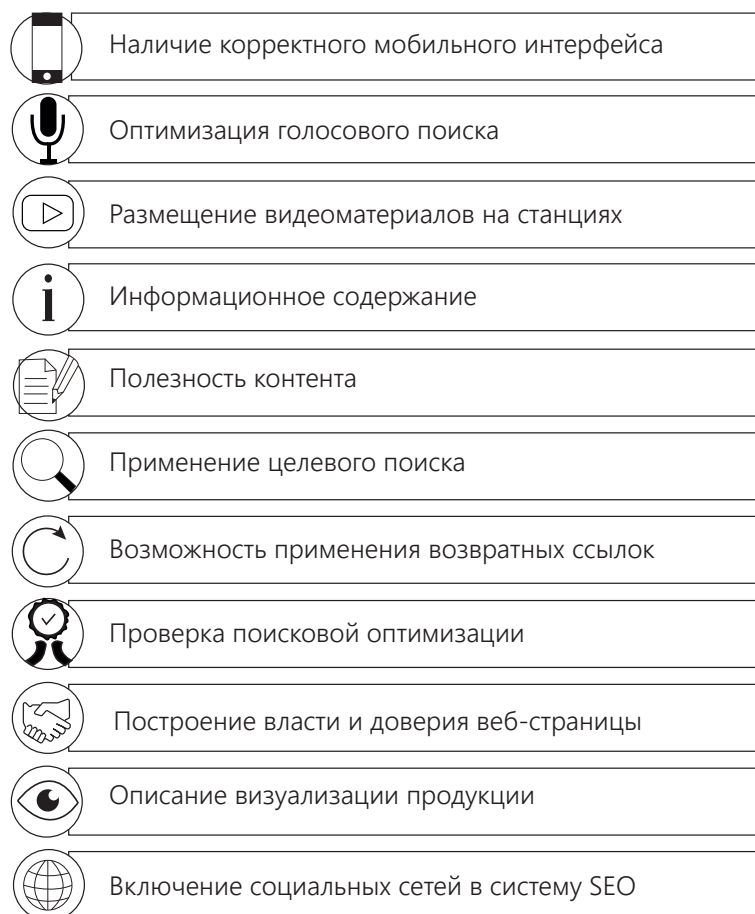 Наличие корректного мобильного интерфейса
Оптимизация голосового поиска
Размещение видеоматериалов на станциях
Информационное содержание
Полезность контента
Применение целевого поиска
Возможность применения возвратных ссылок
Проверка поисковой оптимизации
Построение власти и доверия веб-страницы
Описание визуализации продукции
Включение социальных сетей в систему SEO